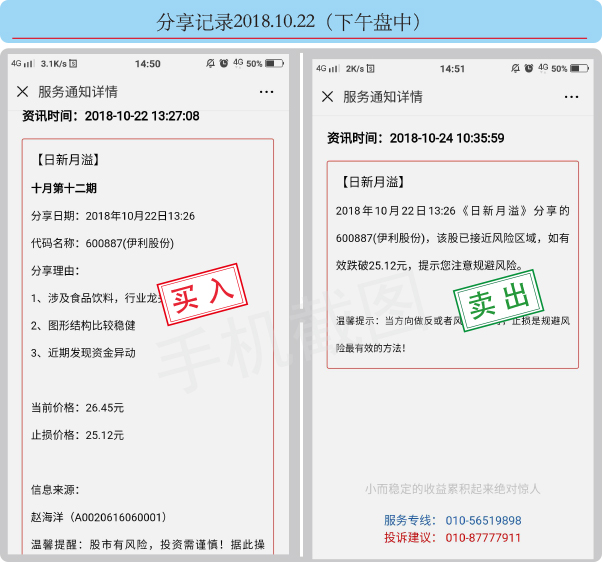 分享记录2018.10.22（下午盘中）
4G 3.1K/s 14:50 4G 50%
服务通知详情
资讯时间：2018-10-22 13:27:08
【日新月溢】
十月第十二期
分享日期：2018年10月22日13:26
代码名称：600887(伊利股份)
分享理由：
1、涉及食品饮料，行业龙
买入
2、图形结构比较稳健
3、近期发现资金异动
当前价格：26.45元
止损价格：25.12元
信息来源：
赵海洋（A0020616060001）
温馨提醒：股市有风险，投资需谨慎！据此操
4G 2K/s 14:51 4G 50%
服务通知详情
资讯时间：2018-10-24 10:35:59
【日新月溢】
2018年10月22日13:26《日新月溢》分享的
600887(伊利股份)，该股已接近风险区域，如有
效跌破25.12元，提示您注意规避风险。
卖出
温馨提示：当方向做反或者风 止损是规避风
险最有效的方法！
小而稳定的收益累积起来绝对惊人
服务专线： 010-56519898
投诉建议： 010-87777911
手机截图